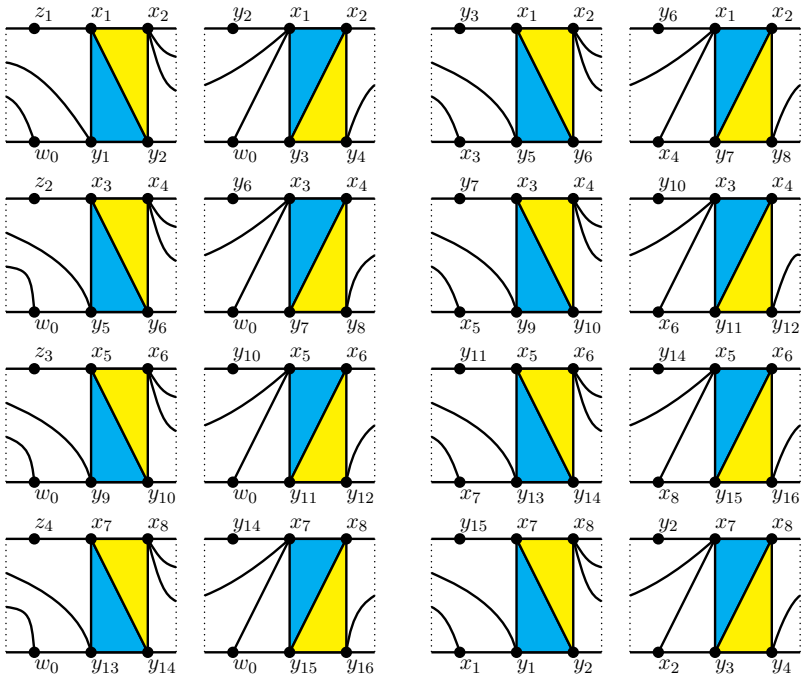 z₁ x₁ x₂ y₂ x₁ x₂ y₃ x₁ x₂ y₆ x₁ x₂
w₀ y₁ y₂ w₀ y₃ y₄ x₃ y₅ y₆ x₄ y₇ y₈
z₂ x₃ x₄ y₆ x₃ x₄ y₇ x₃ x₄ y₁₀ x₃ x₄
w₀ y₅ y₆ w₀ y₇ y₈ x₅ y₉ y₁₀ x₆ y₁₁ y₁₂
z₃ x₅ x₆ y₁₀ x₅ x₆ y₁₁ x₅ x₆ y₁₄ x₅ x₆
w₀ y₉ y₁₀ w₀ y₁₁ y₁₂ x₇ y₁₃ y₁₄ x₈ y₁₅ y₁₆
z₄ x₇ x₈ y₁₄ x₇ x₈ y₁₅ x₇ x₈ y₂ x₇ x₈
w₀ y₁₃ y₁₄ w₀ y₁₅ y₁₆ x₁ y₁ y₂ x₂ y₃ y₄